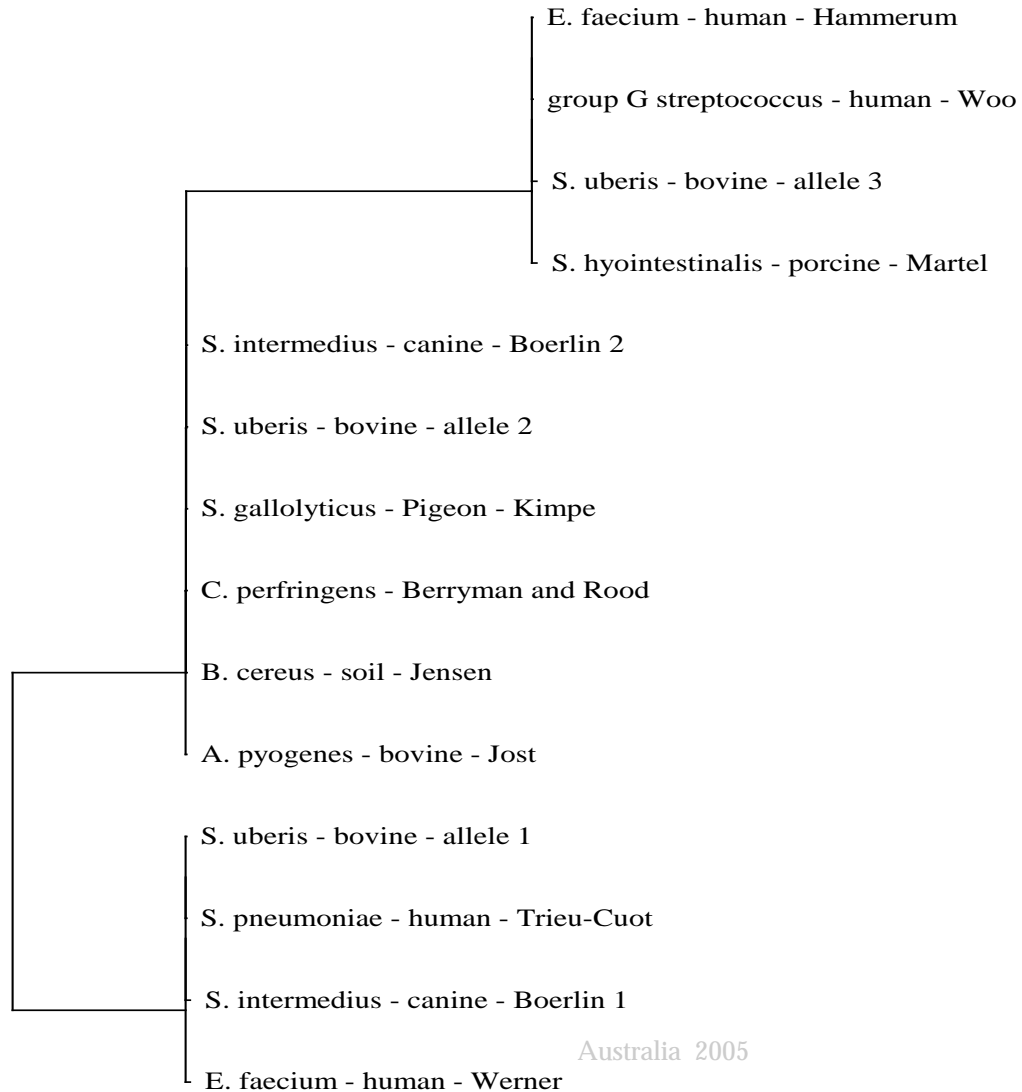 E. faecium - human - Hammerum
group G streptococcus - human - Woo
S. uberis - bovine - allele 3
S. hyointestinalis - porcine - Martel
S. intermedius - canine - Boerlin 2
S. uberis - bovine - allele 2
S. gallolyticus - Pigeon - Kimpe
C. perfringens - Berryman and Rood
B. cereus - soil - Jensen
A. pyogenes - bovine - Jost
S. uberis - bovine - allele 1
S. pneumoniae - human - Trieu-Cuot
S. intermedius - canine - Boerlin 1
Australia 2005
E. faecium - human - Werner